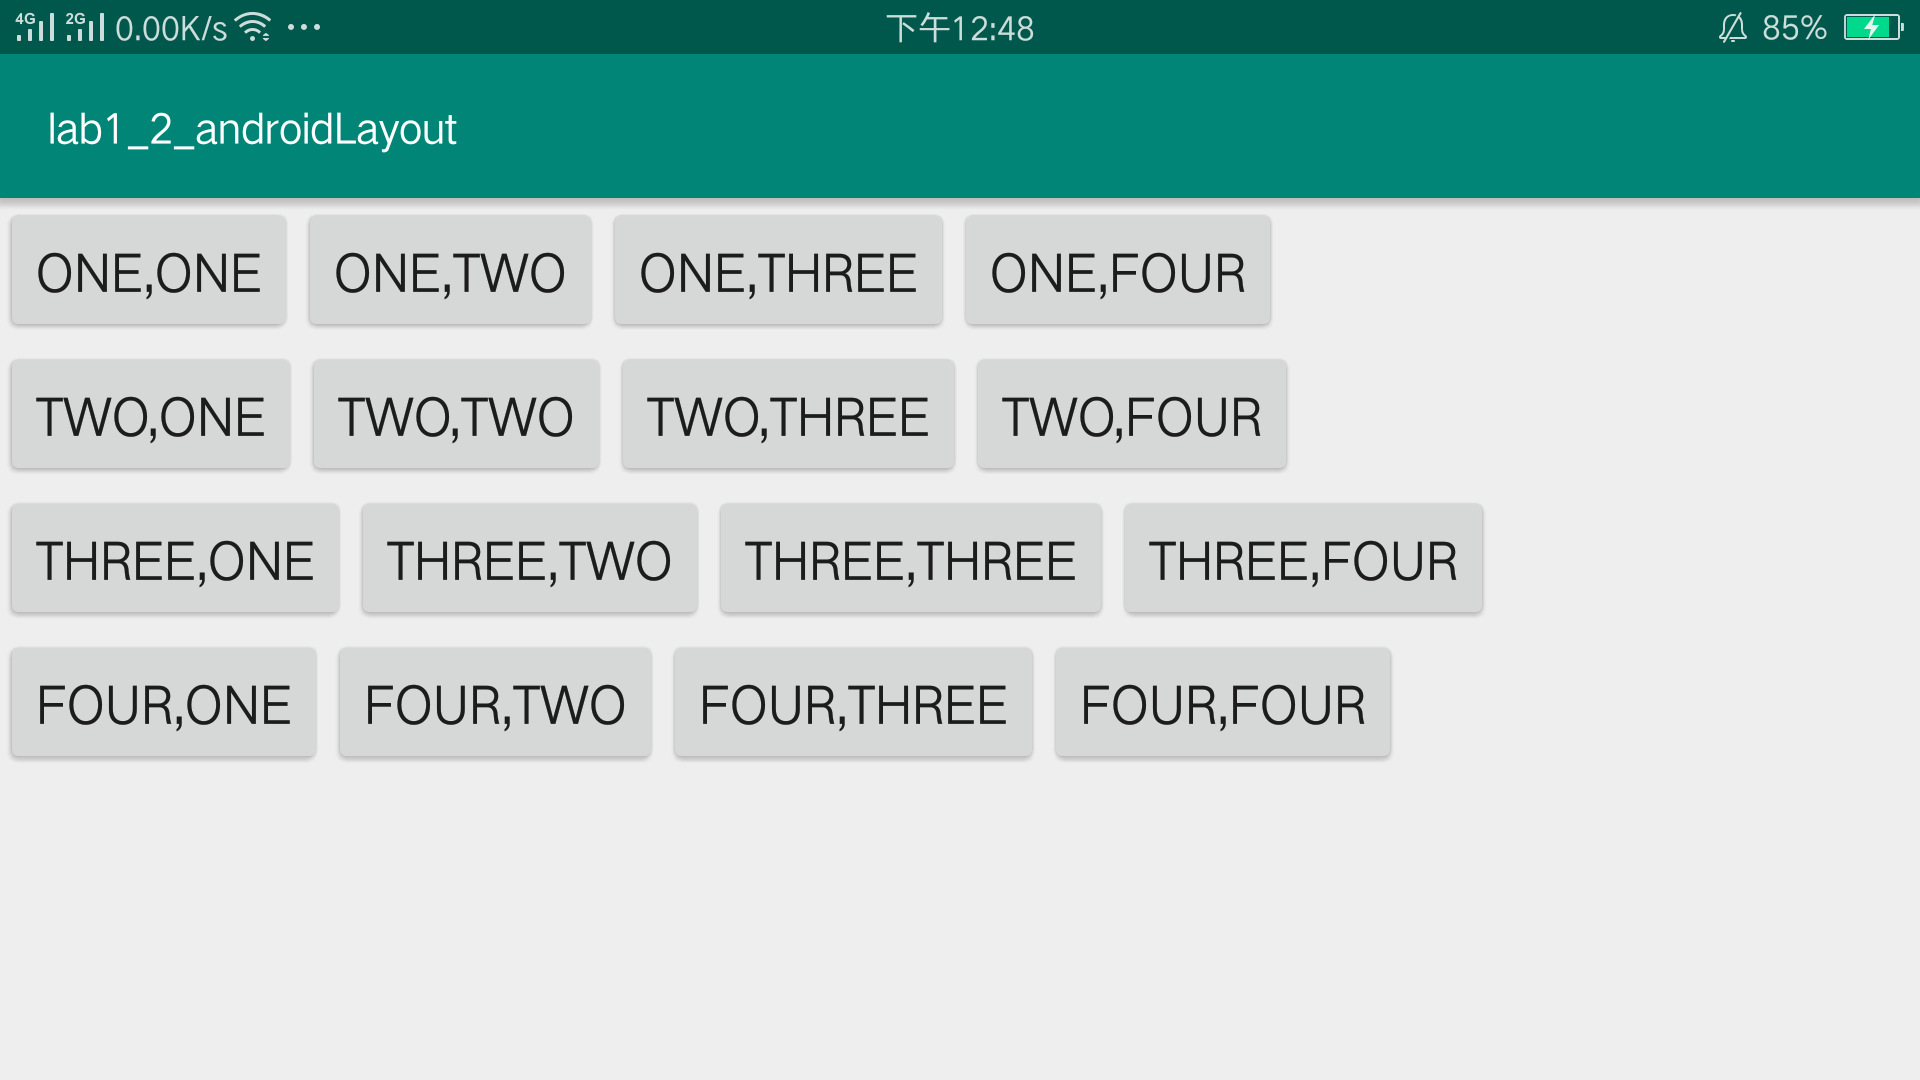 4G 2G 0.00K/s 下午12:48 85%
lab1_2_androidLayout
ONE,ONE ONE,TWO ONE,THREE ONE,FOUR
TWO,ONE TWO,TWO TWO,THREE TWO,FOUR
THREE,ONE THREE,TWO THREE,THREE THREE,FOUR
FOUR,ONE FOUR,TWO FOUR,THREE FOUR,FOUR